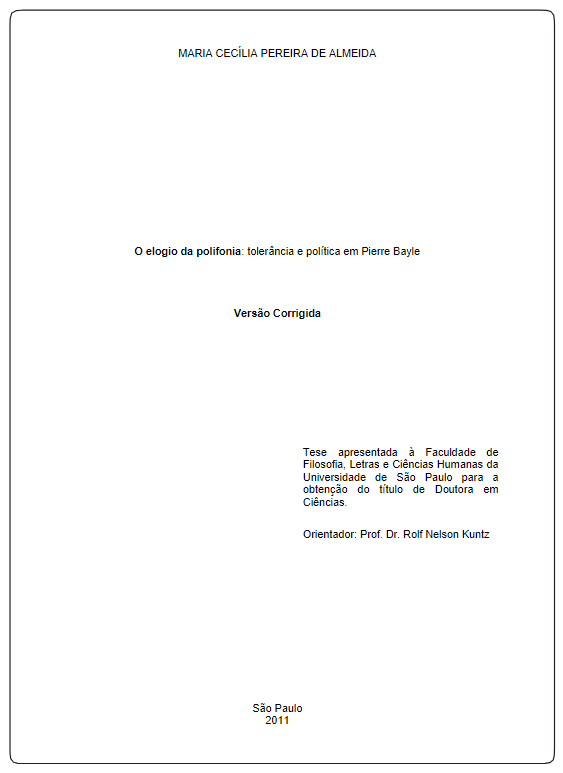 MARIA CECÍLIA PEREIRA DE ALMEIDA
O elogio da polifonia: tolerância e política em Pierre Bayle
Versão Corrigida
Tese apresentada à Faculdade de
Filosofia, Letras e Ciências Humanas da
Universidade de São Paulo para a
obtenção do título de Doutora em
Ciências.
Orientador: Prof. Dr. Rolf Nelson Kuntz
São Paulo
2011